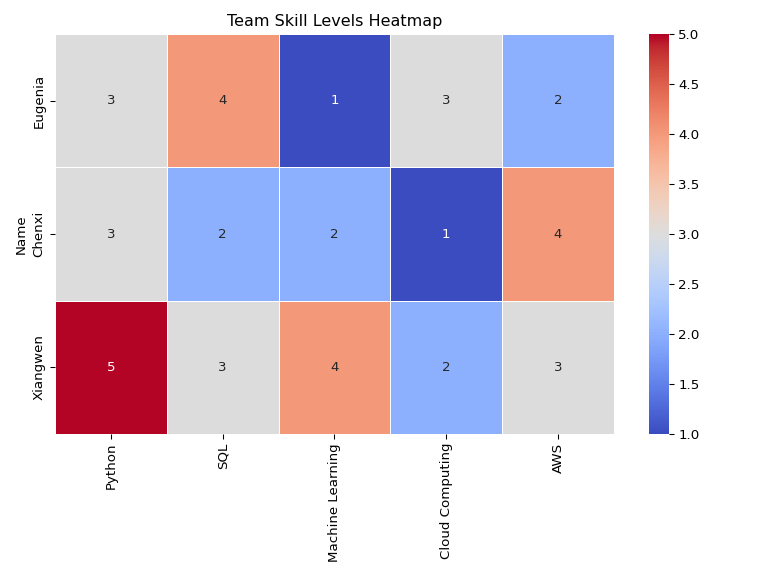 Team Skill Levels Heatmap
Name
Eugenia
3 4 1 3 2
Chenxi
3 2 2 1 4
Xiangwen
5 3 4 2 3
Python
SQL
Machine Learning
Cloud Computing
AWS
5.0
4.5
4.0
3.5
3.0
2.5
2.0
1.5
1.0